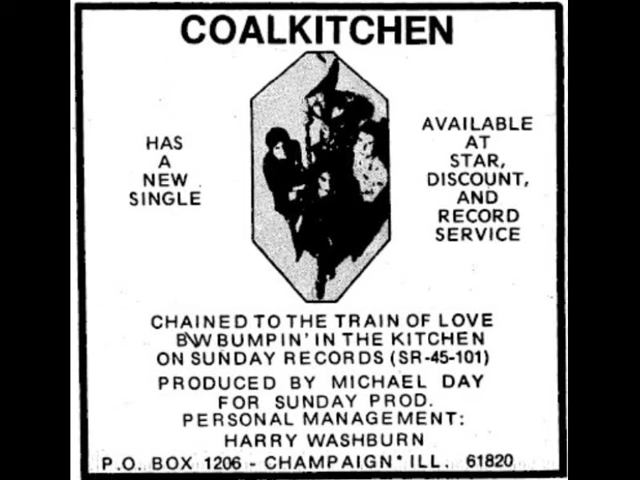 COALKITCHEN
HAS
A
NEW
SINGLE
AVAILABLE
AT
STAR,
DISCOUNT,
AND
RECORD
SERVICE
CHAINED TO THE TRAIN OF LOVE
B\W BUMPIN' IN THE KITCHEN
ON SUNDAY RECORDS (SR-45-101)
PRODUCED BY MICHAEL DAY
FOR SUNDAY PROD.
PERSONAL MANAGEMENT:
HARRY WASHBURN
P.O. BOX 1206 - CHAMPAIGN * ILL. 61820